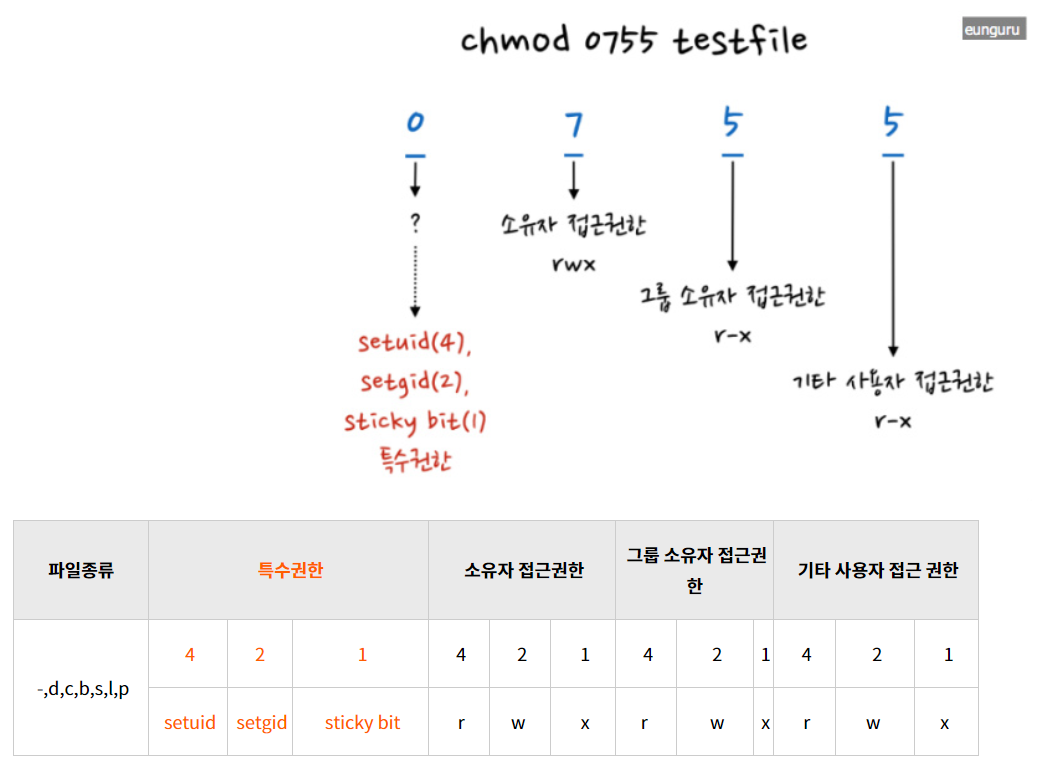 chmod 0755 testfile
eunguru
0 7 5 5
?
소유자 접근권한
rwx
그룹 소유자 접근권한
r-x
setuid(4),
setgid(2),
sticky bit(1)
특수권한
기타 사용자 접근권한
r-x
파일종류 특수권한 소유자 접근권한 그룹 소유자 접근권
한 기타 사용자 접근 권한
-,d,c,b,s,l,p
4 2 1 4 2 1 4 2 1 4 2 1
setuid setgid sticky bit r w x r w x r w x